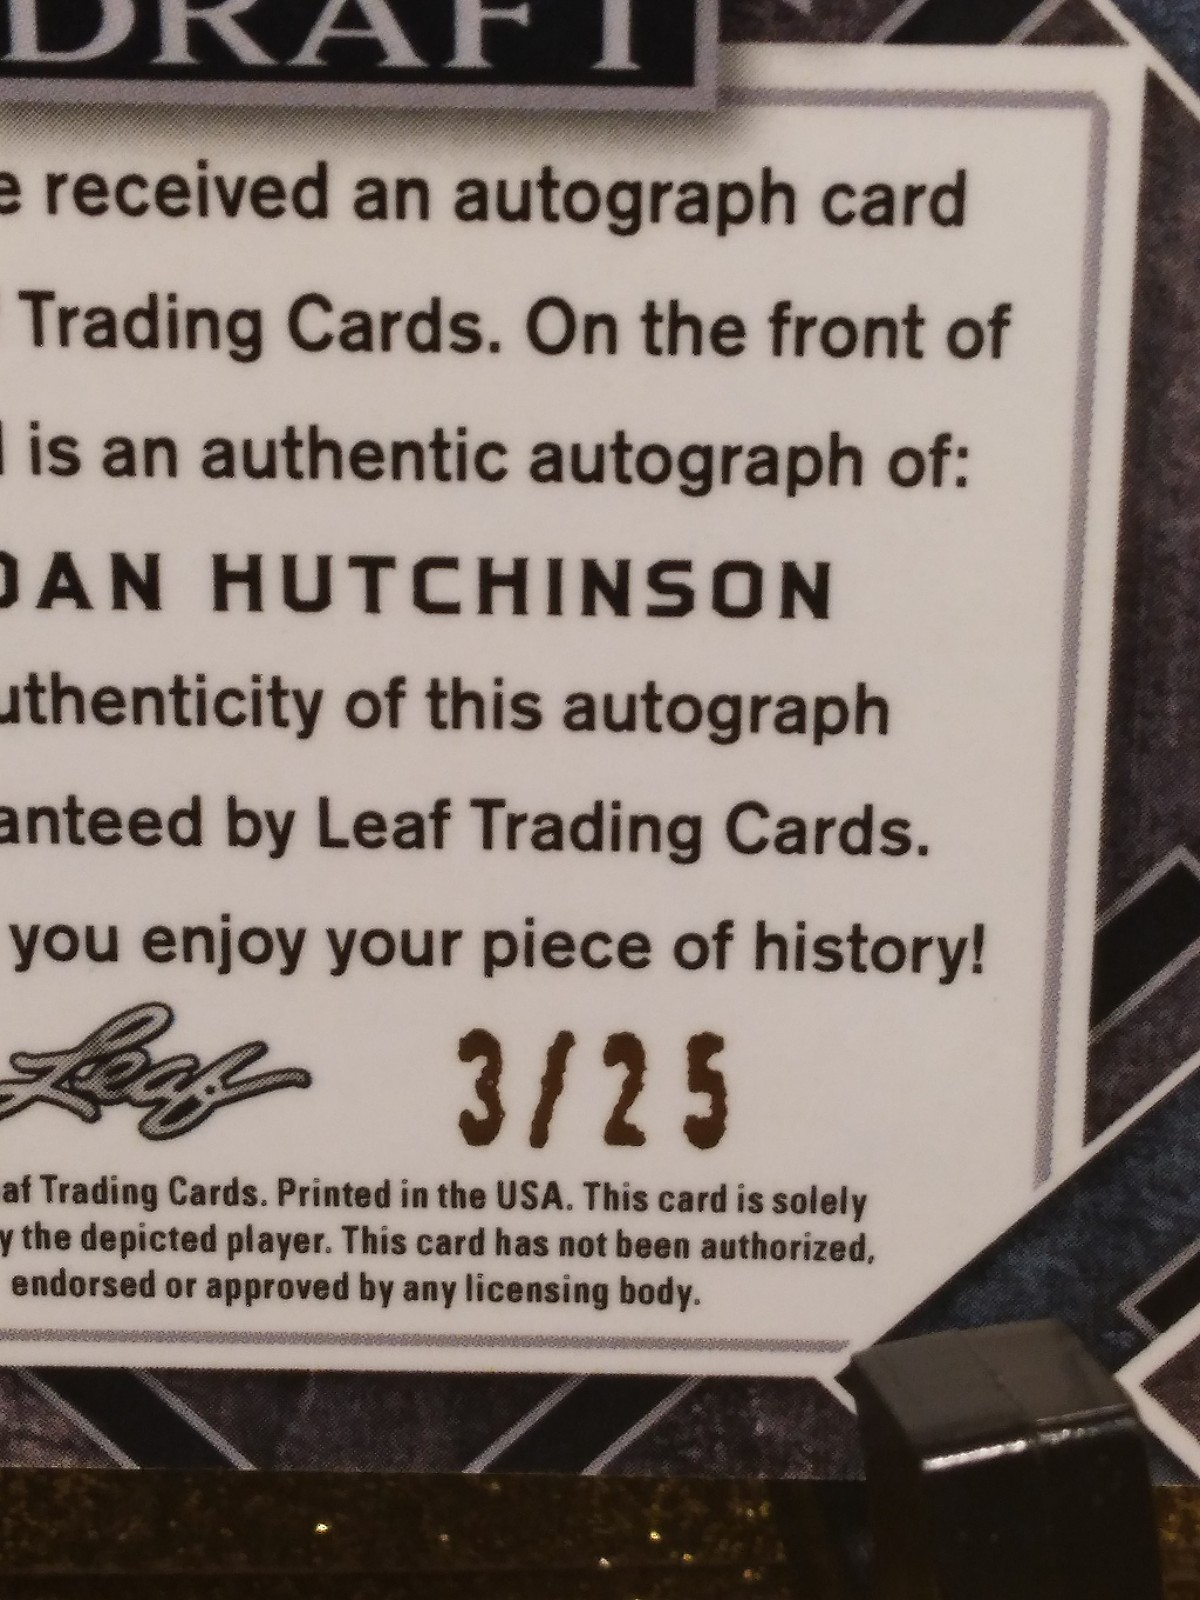 DRAFT
e received an autograph card
Trading Cards. On the front of
is an authentic autograph of:
DAN HUTCHINSON
uthenticity of this autograph
anteed by Leaf Trading Cards.
you enjoy your piece of history!
Leaf
3/25
af Trading Cards. Printed in the USA. This card is solely
y the depicted player. This card has not been authorized,
endorsed or approved by any licensing body.